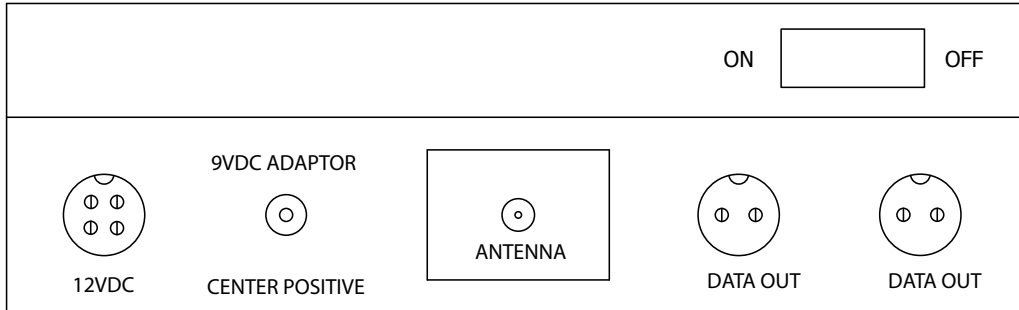 ON
OFF
9VDC ADAPTOR
ANTENNA
12VDC
CENTER POSITIVE
DATA OUT
DATA OUT